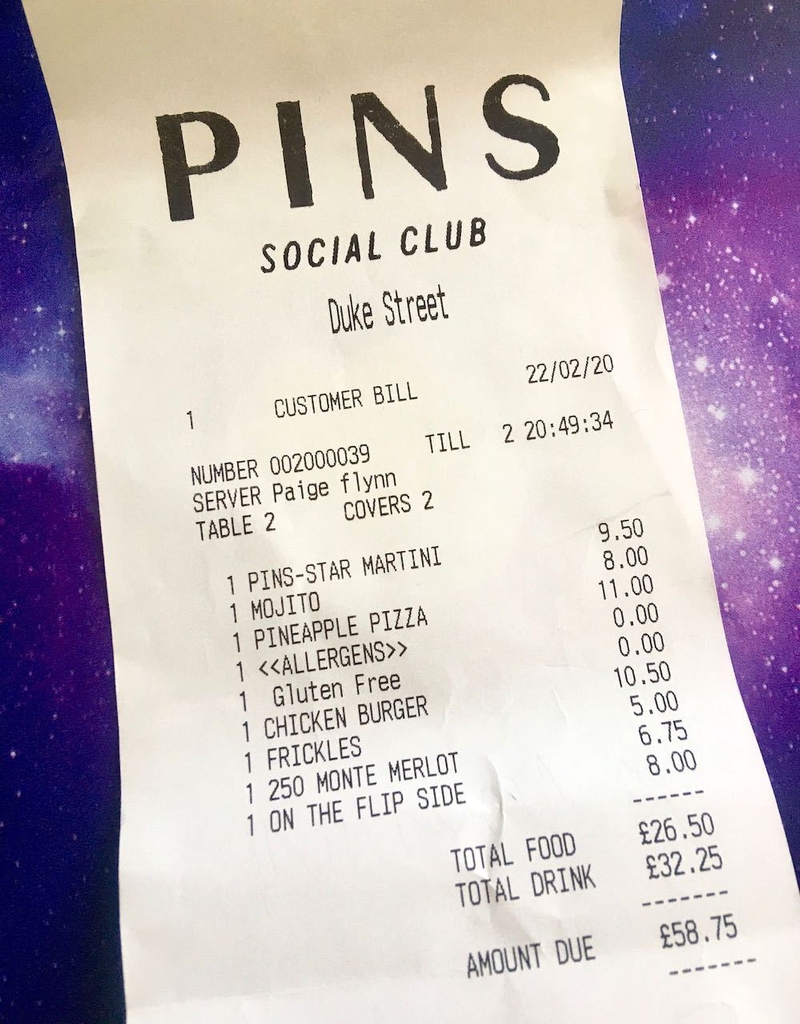 PINS
SOCIAL CLUB
Duke Street
1 CUSTOMER BILL 22/02/20
NUMBER 002000039 TILL 2 20:49:34
SERVER Paige flynn
TABLE 2 COVERS 2
1 PINS-STAR MARTINI 9.50
1 MOJITO 8.00
1 PINEAPPLE PIZZA 11.00
1 <<ALLERGENS>> 0.00
1 Gluten Free 0.00
1 CHICKEN BURGER 10.50
1 FRICKLES 5.00
1 250 MONTE MERLOT 6.75
1 ON THE FLIP SIDE 8.00
------
TOTAL FOOD £26.50
TOTAL DRINK £32.25
-------
AMOUNT DUE £58.75
-------